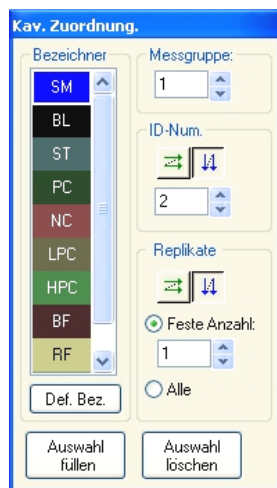 Kav. Zuordnung.
Bezeichner
SM
BL
ST
PC
NC
LPC
HPC
BF
RF
Def. Bez.
Messgruppe:
1
ID-Num.
2
Replikate
Feste Anzahl:
1
Alle
Auswahl
füllen
Auswahl
löschen